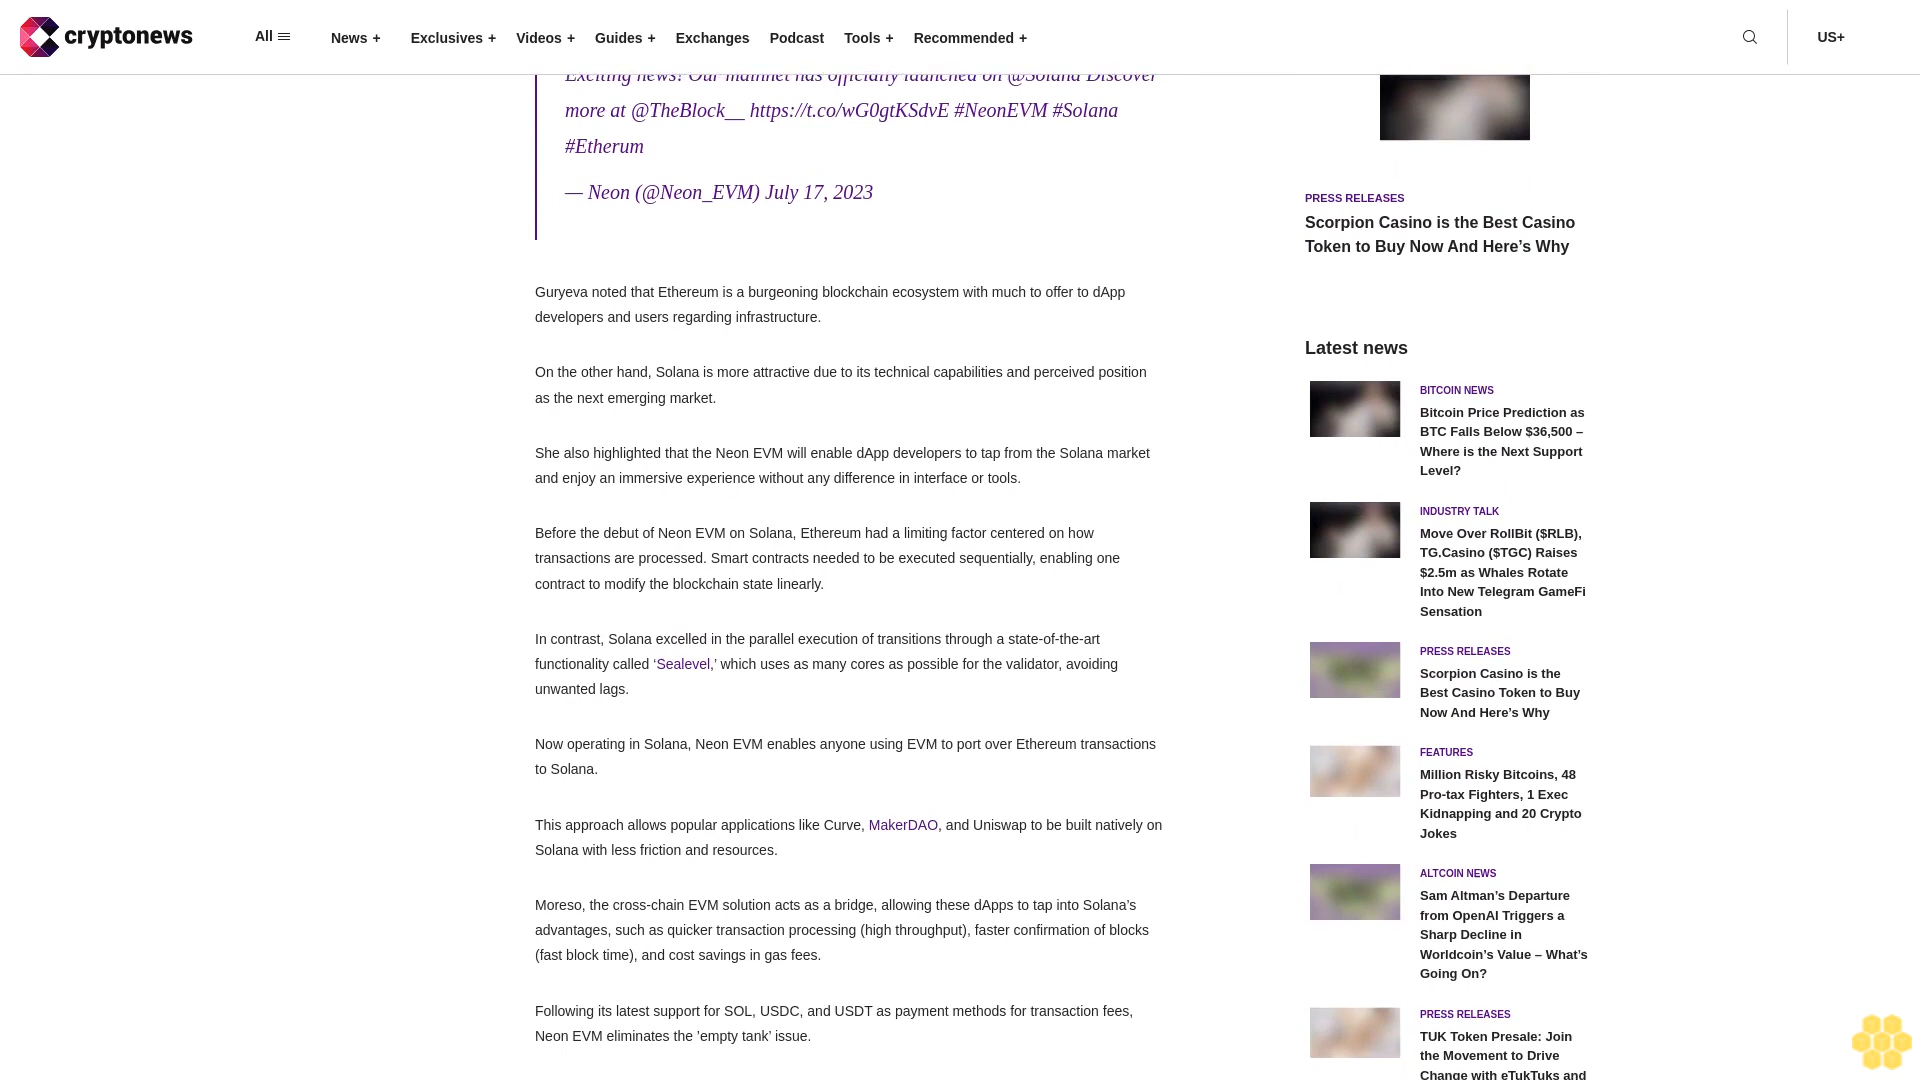 cryptonews
All
News +
Exclusives +
Videos +
Guides +
Exchanges
Podcast
Tools +
Recommended +
US+
Exciting news! Our mainnet has officially launched on @Solana Discover
more at @TheBlock__ https://t.co/wG0gtKSdvE #NeonEVM #Solana
#Etherum
— Neon (@Neon_EVM) July 17, 2023
Guryeva noted that Ethereum is a burgeoning blockchain ecosystem with much to offer to dApp
developers and users regarding infrastructure.
On the other hand, Solana is more attractive due to its technical capabilities and perceived position
as the next emerging market.
She also highlighted that the Neon EVM will enable dApp developers to tap from the Solana market
and enjoy an immersive experience without any difference in interface or tools.
Before the debut of Neon EVM on Solana, Ethereum had a limiting factor centered on how
transactions are processed. Smart contracts needed to be executed sequentially, enabling one
contract to modify the blockchain state linearly.
In contrast, Solana excelled in the parallel execution of transitions through a state-of-the-art
functionality called ‘Sealevel,’ which uses as many cores as possible for the validator, avoiding
unwanted lags.
Now operating in Solana, Neon EVM enables anyone using EVM to port over Ethereum transactions
to Solana.
This approach allows popular applications like Curve, MakerDAO, and Uniswap to be built natively on
Solana with less friction and resources.
Moreso, the cross-chain EVM solution acts as a bridge, allowing these dApps to tap into Solana’s
advantages, such as quicker transaction processing (high throughput), faster confirmation of blocks
(fast block time), and cost savings in gas fees.
Following its latest support for SOL, USDC, and USDT as payment methods for transaction fees,
Neon EVM eliminates the ’empty tank’ issue.
PRESS RELEASES
Scorpion Casino is the Best Casino
Token to Buy Now And Here’s Why
Latest news
BITCOIN NEWS
Bitcoin Price Prediction as
BTC Falls Below $36,500 –
Where is the Next Support
Level?
INDUSTRY TALK
Move Over RollBit ($RLB),
TG.Casino ($TGC) Raises
$2.5m as Whales Rotate
Into New Telegram GameFi
Sensation
PRESS RELEASES
Scorpion Casino is the
Best Casino Token to Buy
Now And Here’s Why
FEATURES
Million Risky Bitcoins, 48
Pro-tax Fighters, 1 Exec
Kidnapping and 20 Crypto
Jokes
ALTCOIN NEWS
Sam Altman’s Departure
from OpenAI Triggers a
Sharp Decline in
Worldcoin’s Value – What’s
Going On?
PRESS RELEASES
TUK Token Presale: Join
the Movement to Drive
Change with eTukTuks and